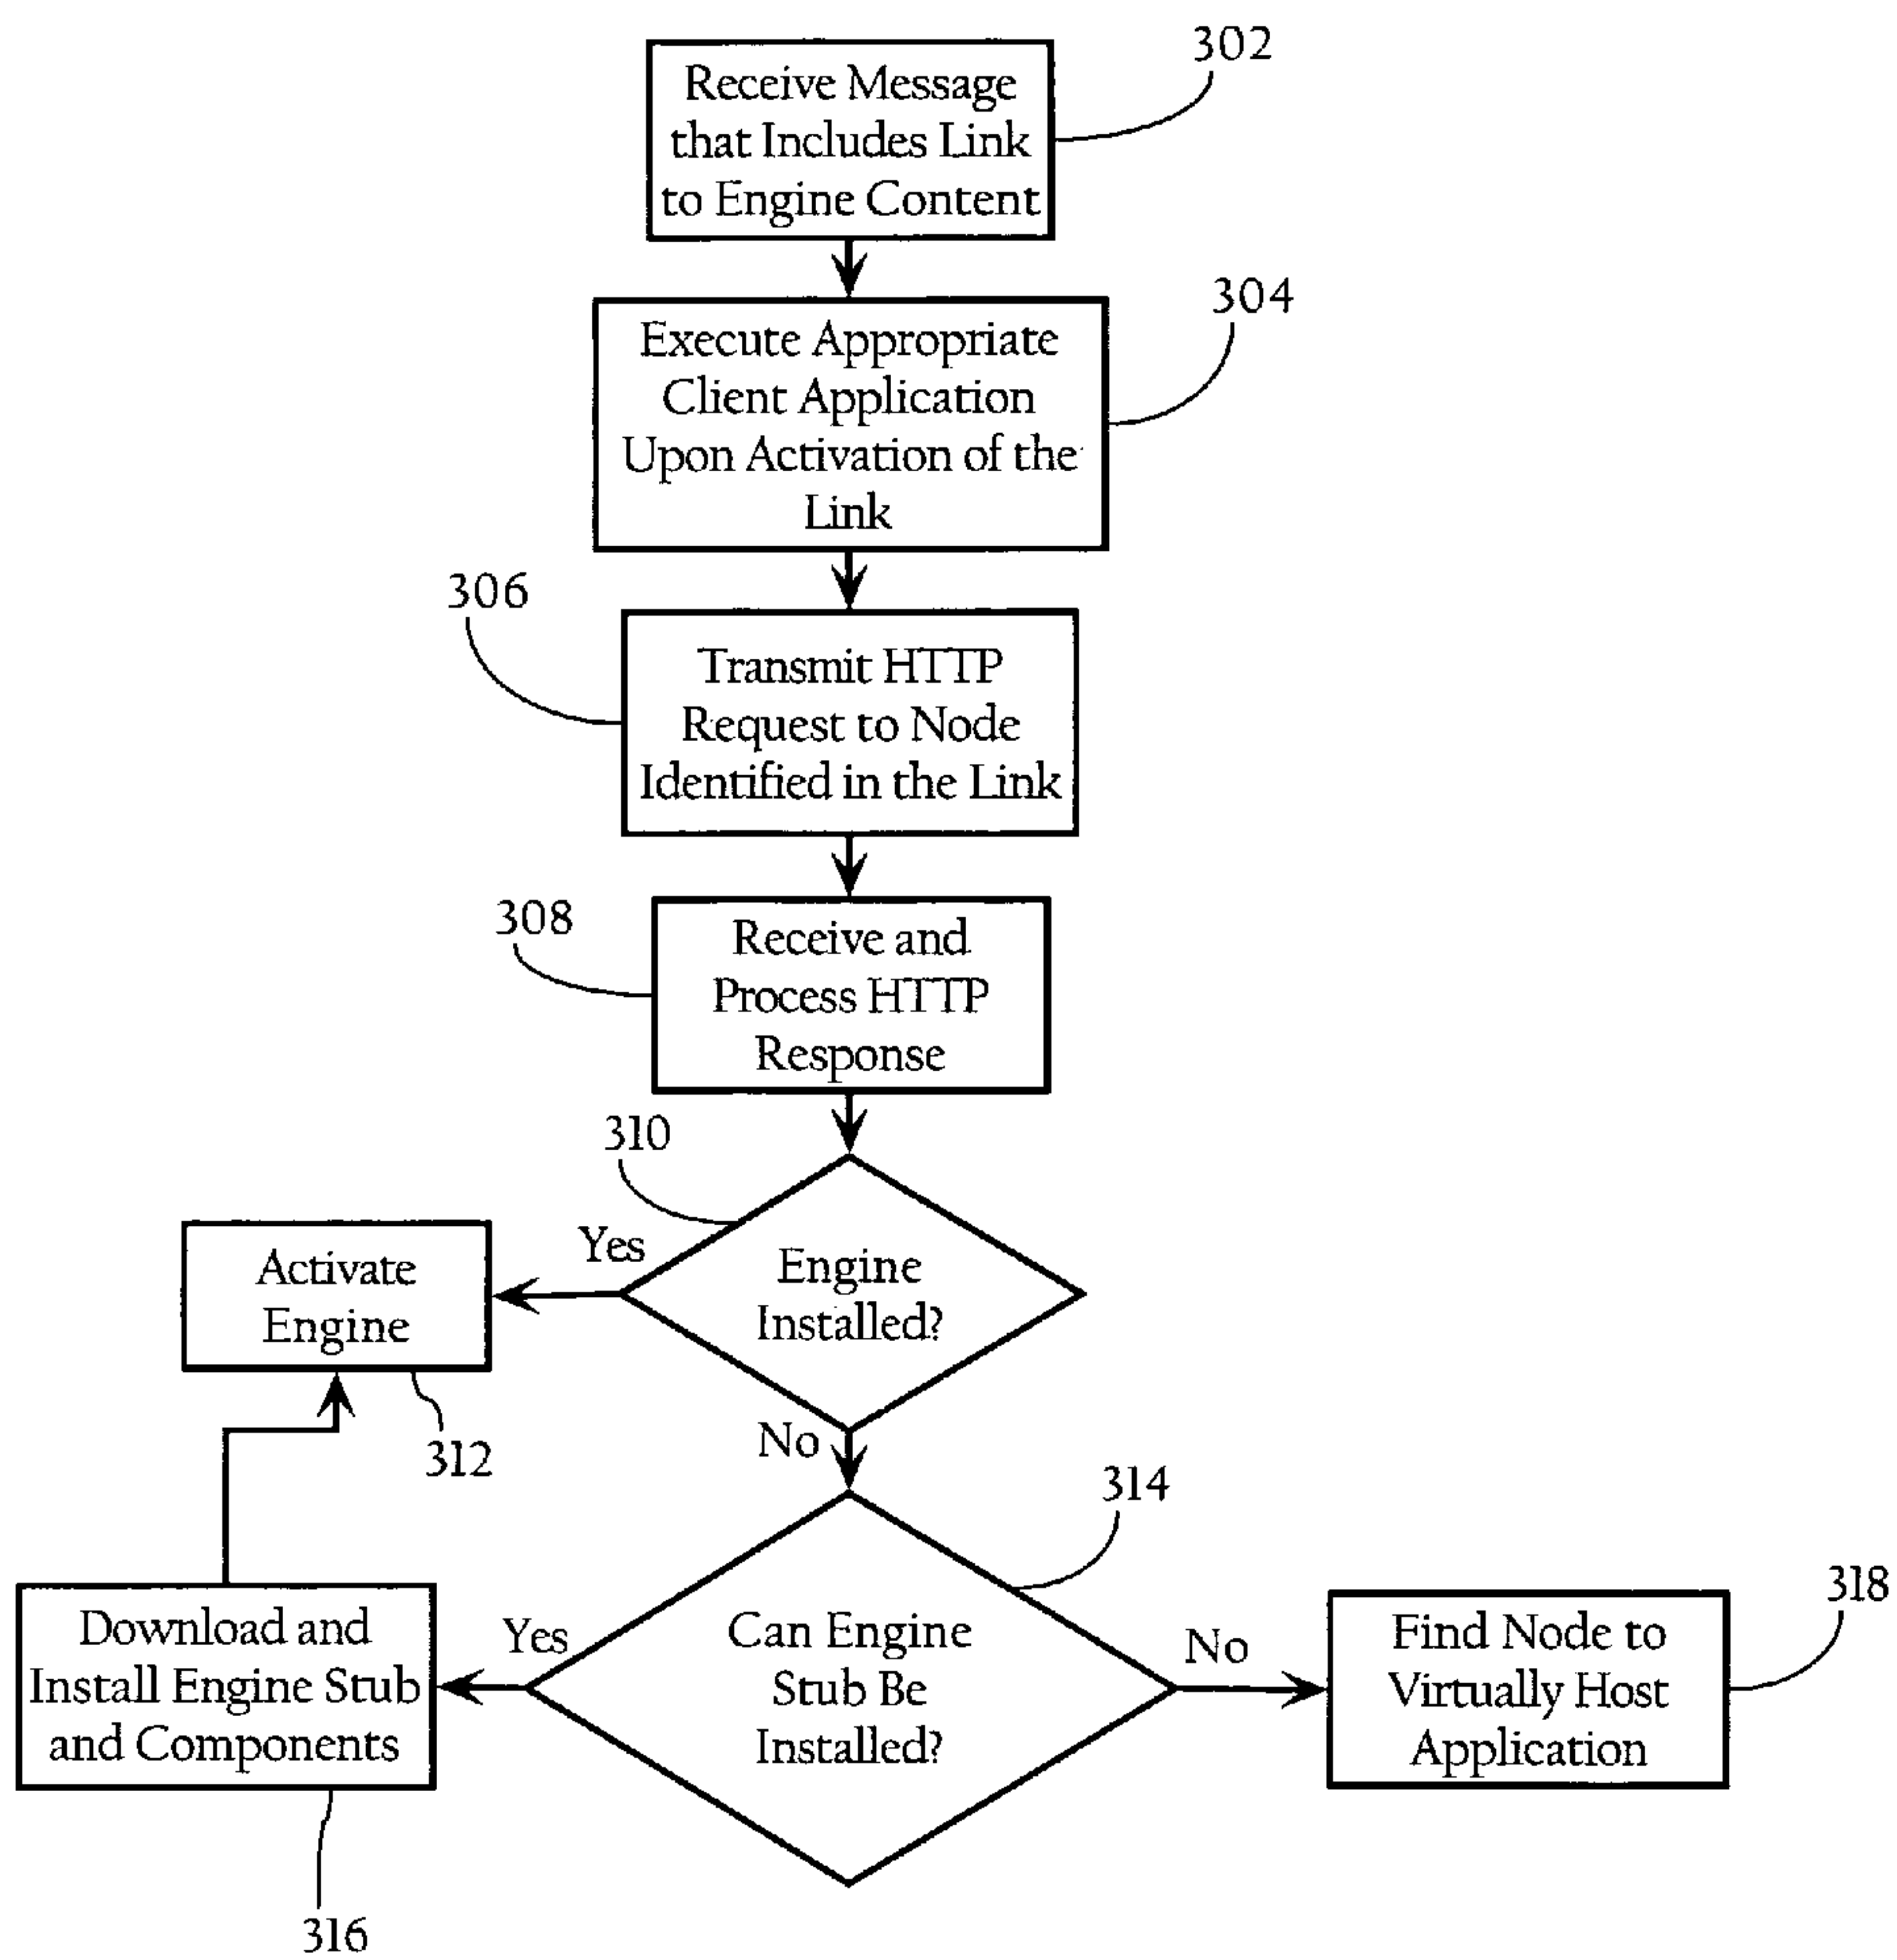 302
Receive Message
that Includes Link
to Engine Content
304
Execute Appropriate
Client Application
Upon Activation of the
Link
306
Transmit HTTP
Request to Node
Identified in the Link
308
Receive and
Process HTTP
Response
310
Yes
Engine
Installed?
Activate
Engine
312
No
314
Can Engine
Stub Be
Installed?
Yes
Download and
Install Engine Stub
and Components
316
No
Find Node to
Virtually Host
Application
318